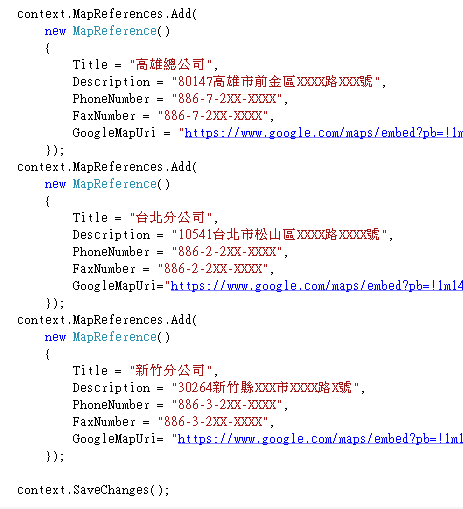 context.MapReferences.Add(
    new MapReference()
    {
        Title = "高雄總公司",
        Description = "80147高雄市前金區XXXX路XXX號",
        PhoneNumber = "886-7-2XX-XXXX",
        FaxNumber = "886-7-2XX-XXXX",
        GoogleMapUri = "https://www.google.com/maps/embed?pb=!1m
    });
context.MapReferences.Add(
    new MapReference()
    {
        Title = "台北分公司",
        Description = "10541台北市松山區XXXX路XXXX號",
        PhoneNumber = "886-2-2XX-XXXX",
        FaxNumber = "886-2-2XX-XXXX",
        GoogleMapUri="https://www.google.com/maps/embed?pb=!1m14
    });
context.MapReferences.Add(
    new MapReference()
    {
        Title = "新竹分公司",
        Description = "30264新竹縣XXX市XXXX路X號",
        PhoneNumber = "886-3-2XX-XXXX",
        FaxNumber = "886-3-2XX-XXXX",
        GoogleMapUri= "https://www.google.com/maps/embed?pb=!1m1
    });
context.SaveChanges();